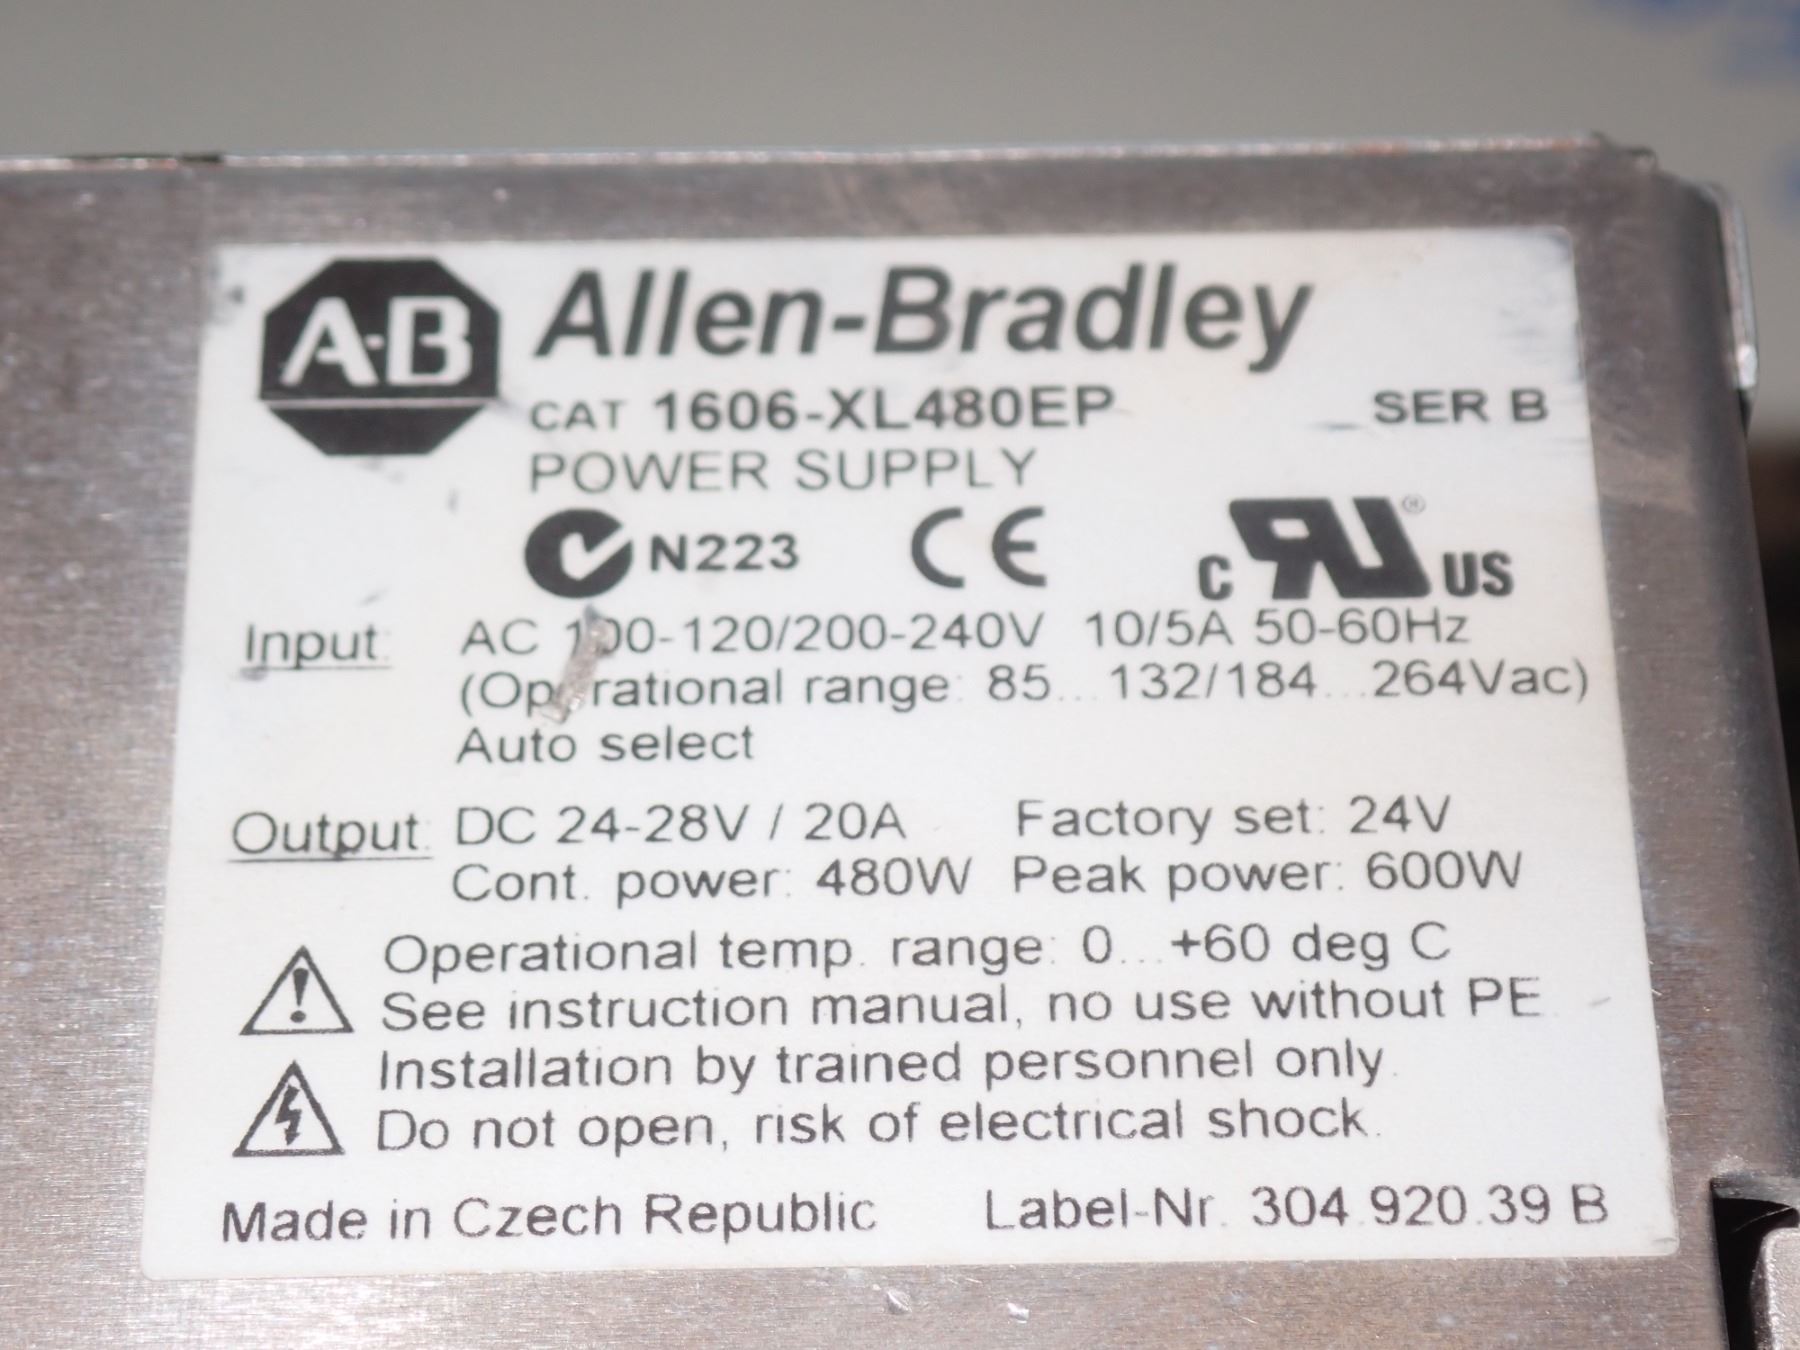 A-B Allen-Bradley
CAT 1606-XL480EP SER B
POWER SUPPLY
N223 CE C RU ® US
Input: AC 100-120/200-240V 10/5A 50-60Hz
(Operational range: 85...132/184...264Vac)
Auto select
Output: DC 24-28V / 20A Factory set: 24V
Cont. power: 480W Peak power: 600W
Operational temp. range: 0...+60 deg C
See instruction manual, no use without PE.
Installation by trained personnel only.
Do not open, risk of electrical shock.
Made in Czech Republic Label-Nr. 304.920.39 B